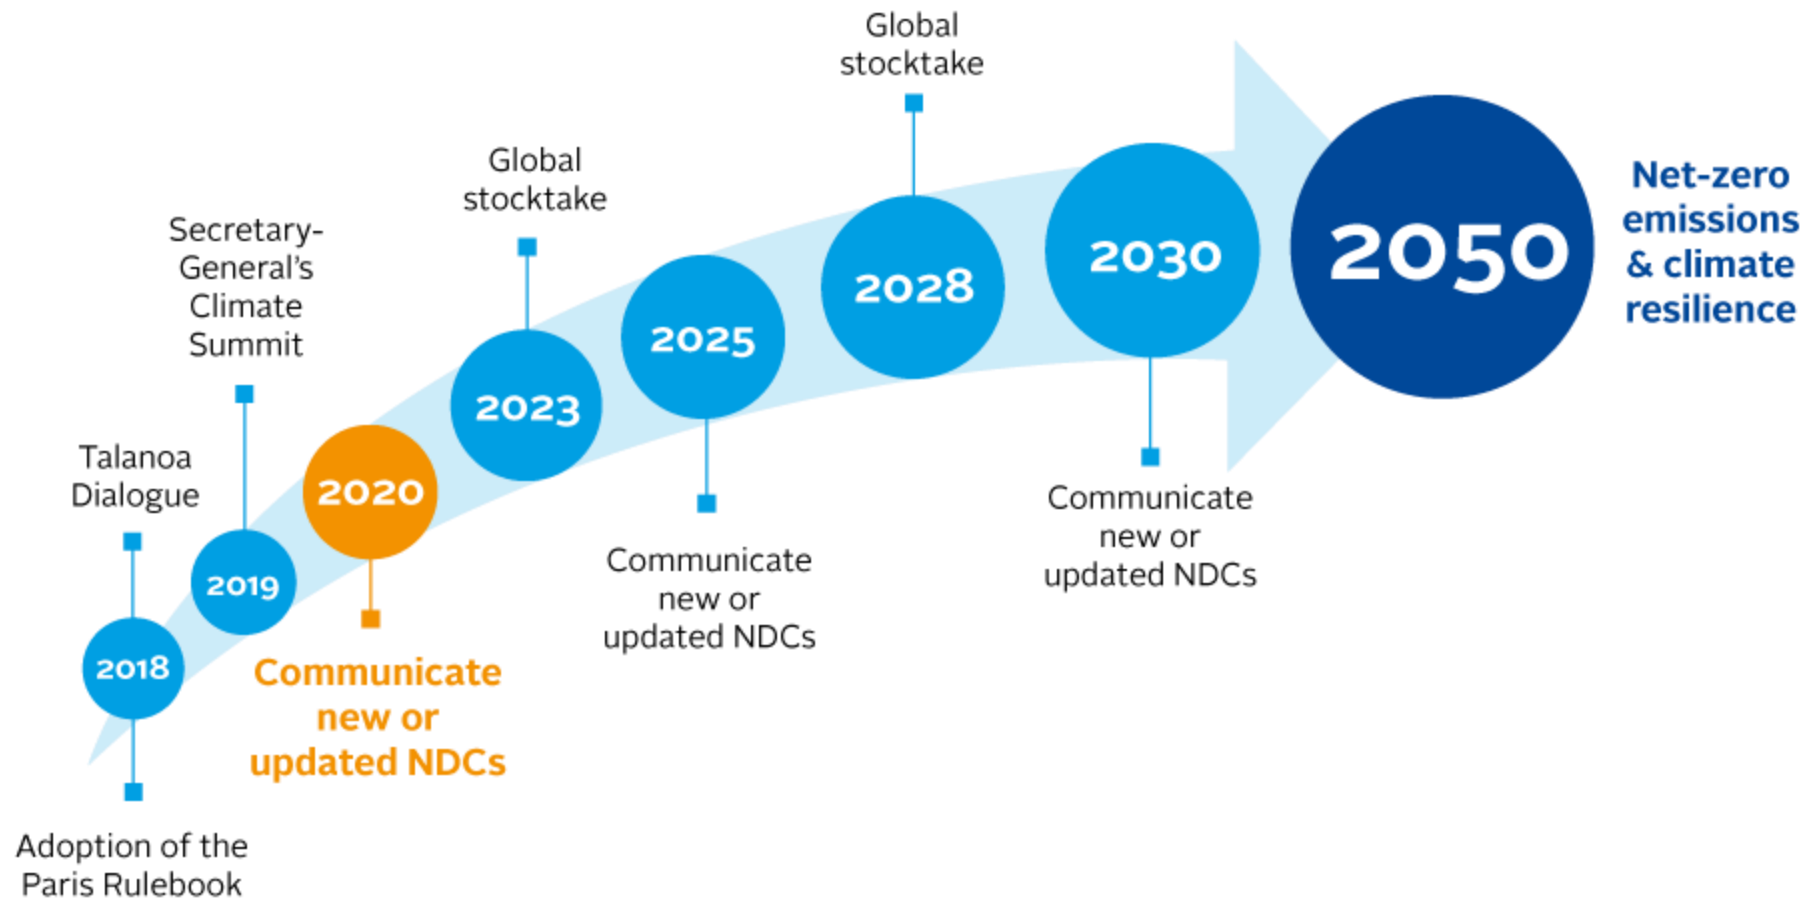 2018
Talanoa
Dialogue
Adoption of the
Paris Rulebook
2019
Secretary-
General’s
Climate
Summit
2020
Communicate
new or
updated NDCs
2023
Global
stocktake
2025
Communicate
new or
updated NDCs
2028
Global
stocktake
2030
Communicate
new or
updated NDCs
2050
Net-zero
emissions
& climate
resilience